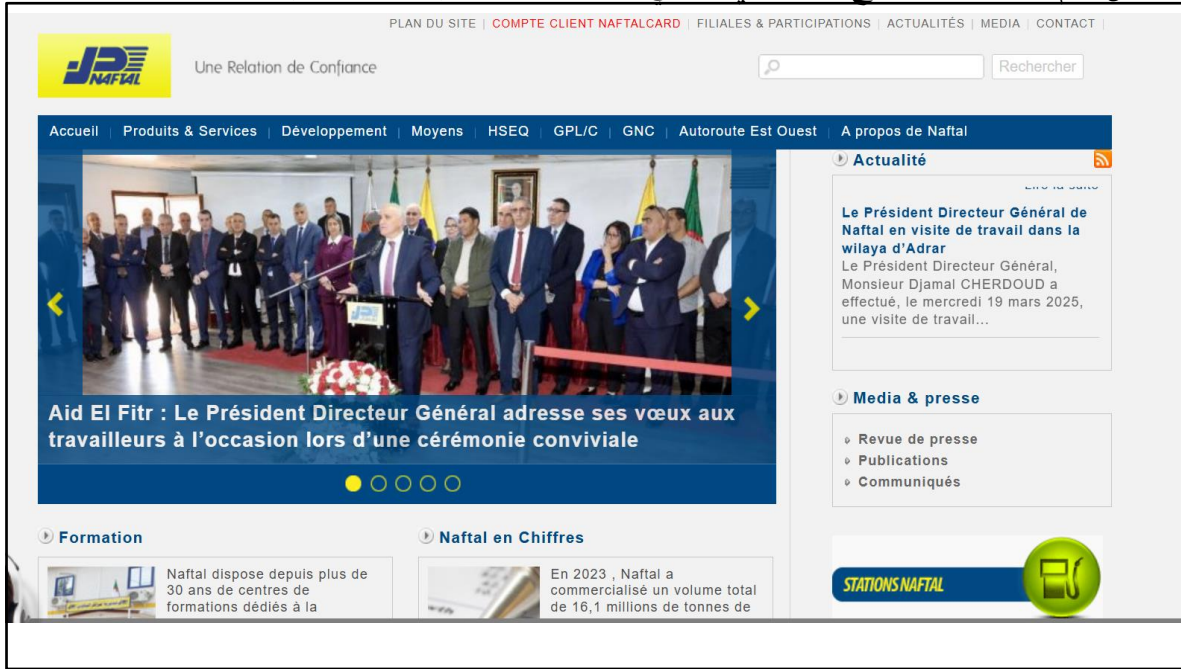 PLAN DU SITE | COMPTE CLIENT NAFTALCARD | FILIALES & PARTICIPATIONS | ACTUALITÉS | MEDIA | CONTACT |
NAFTAL
Une Relation de Confiance
Rechercher
Accueil | Produits & Services | Développement | Moyens | HSEQ | GPL/C | GNC | Autoroute Est Ouest | A propos de Naftal
Aid El Fitr : Le Président Directeur Général adresse ses vœux aux
travailleurs à l’occasion lors d’une cérémonie conviviale
Actualité
Lire la suite
Le Président Directeur Général de
Naftal en visite de travail dans la
wilaya d’Adrar
Le Président Directeur Général,
Monsieur Djamal CHERDOUD a
effectué, le mercredi 19 mars 2025,
une visite de travail...
Media & presse
Revue de presse
Publications
Communiqués
Formation
Naftal dispose depuis plus de
30 ans de centres de
formations dédiés à la
Naftal en Chiffres
En 2023 , Naftal a
commercialisé un volume total
de 16,1 millions de tonnes de
STATIONS NAFTAL